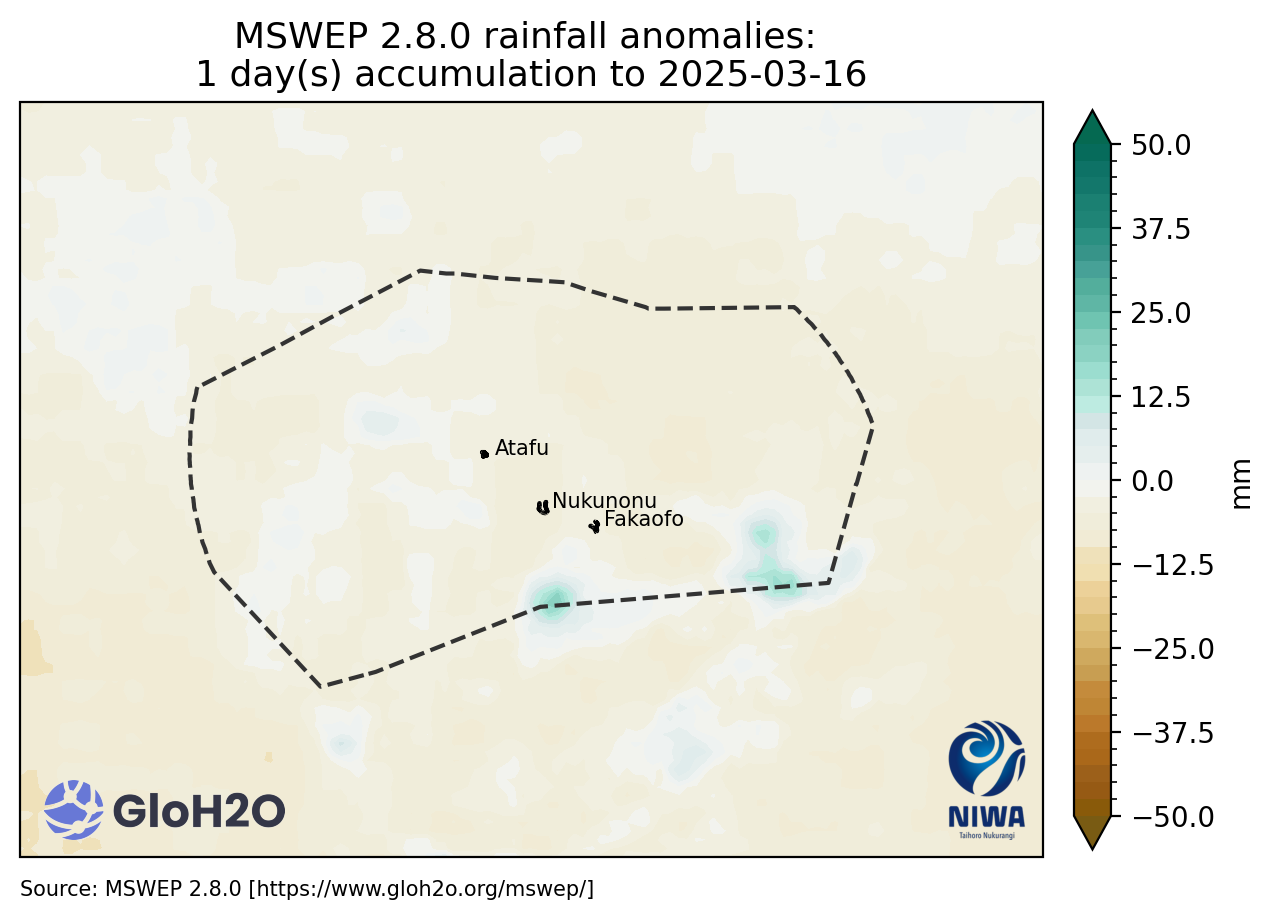 MSWEP 2.8.0 rainfall anomalies:
1 day(s) accumulation to 2025-03-16
50.0
37.5
25.0
12.5
0.0
−12.5
−25.0
−37.5
−50.0
mm
Atafu
Nukunonu
Fakaofo
GloH2O
NIWA
Taihoro Nukurangi
Source: MSWEP 2.8.0 [https://www.gloh2o.org/mswep/]